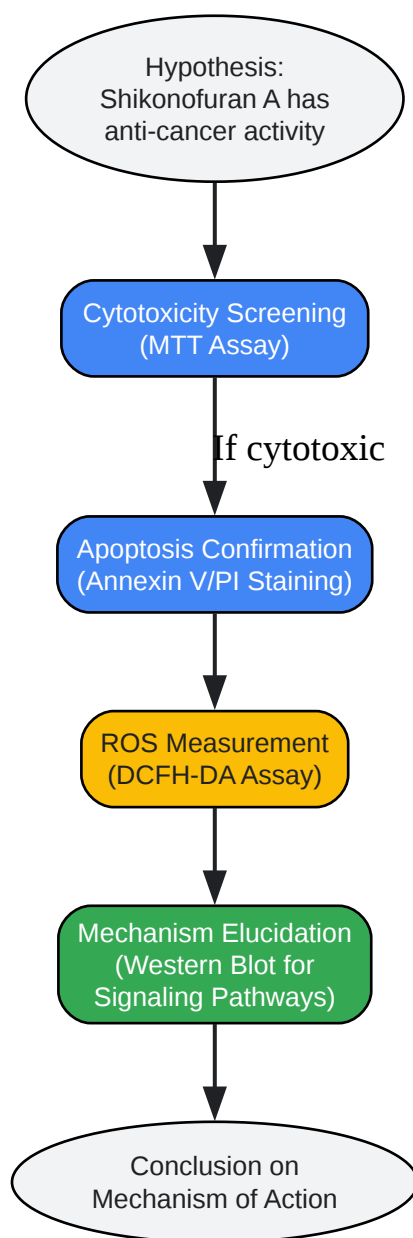 Hypothesis:
Shikonofuran A has
anti-cancer activity
Cytotoxicity Screening
(MTT Assay)
If cytotoxic
Apoptosis Confirmation
(Annexin V/PI Staining)
ROS Measurement
(DCFH-DA Assay)
Mechanism Elucidation
(Western Blot for
Signaling Pathways)
Conclusion on
Mechanism of Action